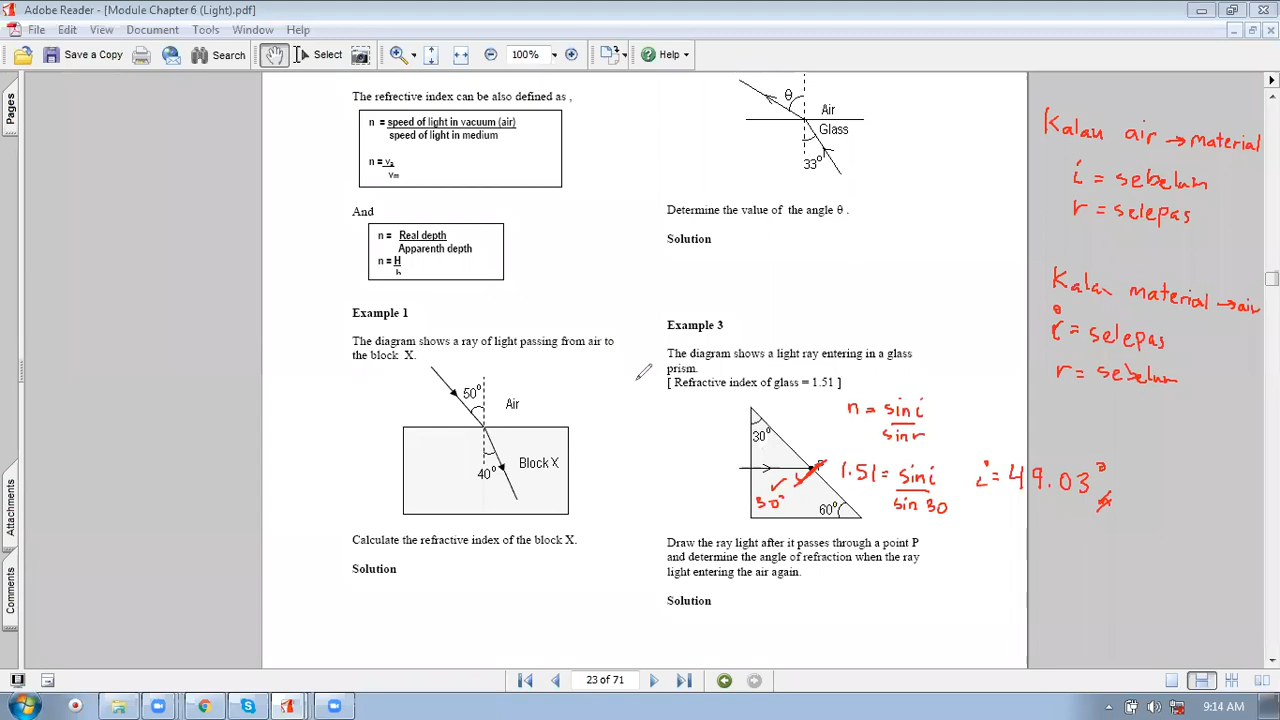 Adobe Reader - [Module Chapter 6 (Light).pdf]
File Edit View Document Tools Window Help
Save a Copy Search Select 100% Help
Pages
Attachments
Comments
The refractive index can be also defined as ,
n = speed of light in vacuum (air)
speed of light in medium
n = va
vm
And
n = Real depth
Apparenth depth
n = H
h
Example 1
The diagram shows a ray of light passing from air to
the block X.
50°
Air
Block X
40°
Calculate the refractive index of the block X.
Solution
θ
Air
Glass
33°
Determine the value of the angle θ .
Solution
Example 3
The diagram shows a light ray entering in a glass
prism.
[ Refractive index of glass = 1.51 ]
30°
60°
30°
n = sin i
sin r
1.51 = sin i
sin 30
i = 49.03°
Draw the ray light after it passes through a point P
and determine the angle of refraction when the ray
light entering the air again.
Solution
Kalau air → material
i = sebelum
r = selepas
Kalau material → air
i = selepas
r = sebelum
23 of 71
9:14 AM